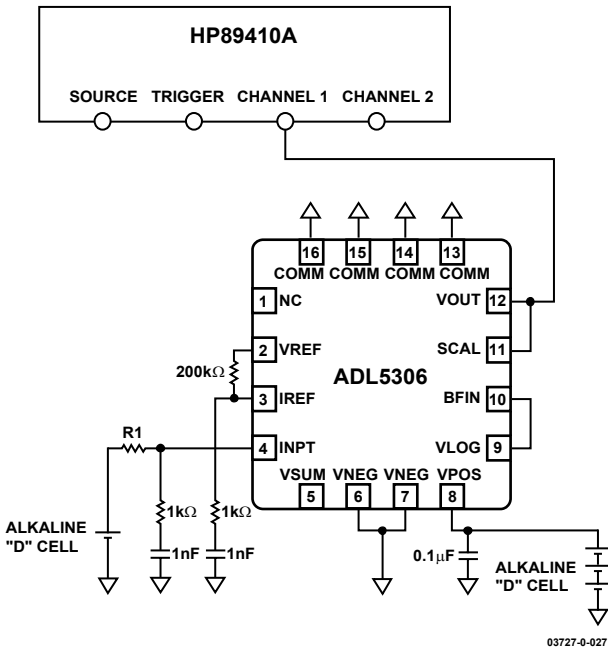 HP89410A
SOURCE TRIGGER CHANNEL 1 CHANNEL 2
16 15 14 13
COMM COMM COMM COMM
1 NC VOUT 12
2 VREF SCAL 11
200kΩ ADL5306
3 IREF BFIN 10
R1
4 INPT VLOG 9
VSUM VNEG VNEG VPOS
5 6 7 8
1kΩ 1kΩ
ALKALINE
"D" CELL
1nF 1nF
0.1μF
ALKALINE
"D" CELL
03727-0-027